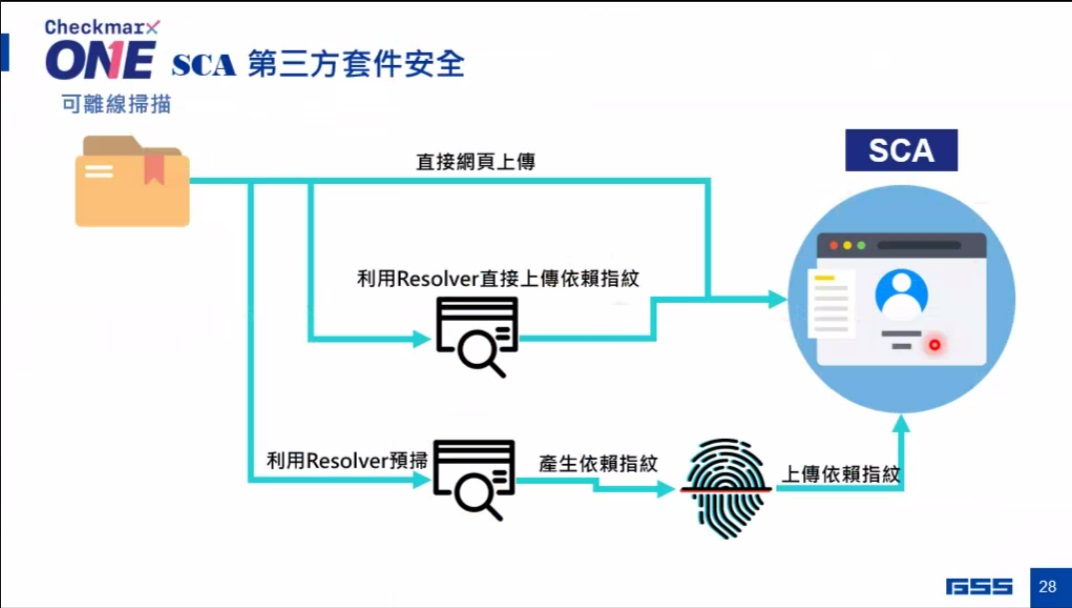 Checkmarx
ONE SCA 第三方套件安全
可離線掃描
直接網頁上傳
SCA
利用Resolver直接上傳依賴指紋
利用Resolver預掃
產生依賴指紋
上傳依賴指紋
GSS
28